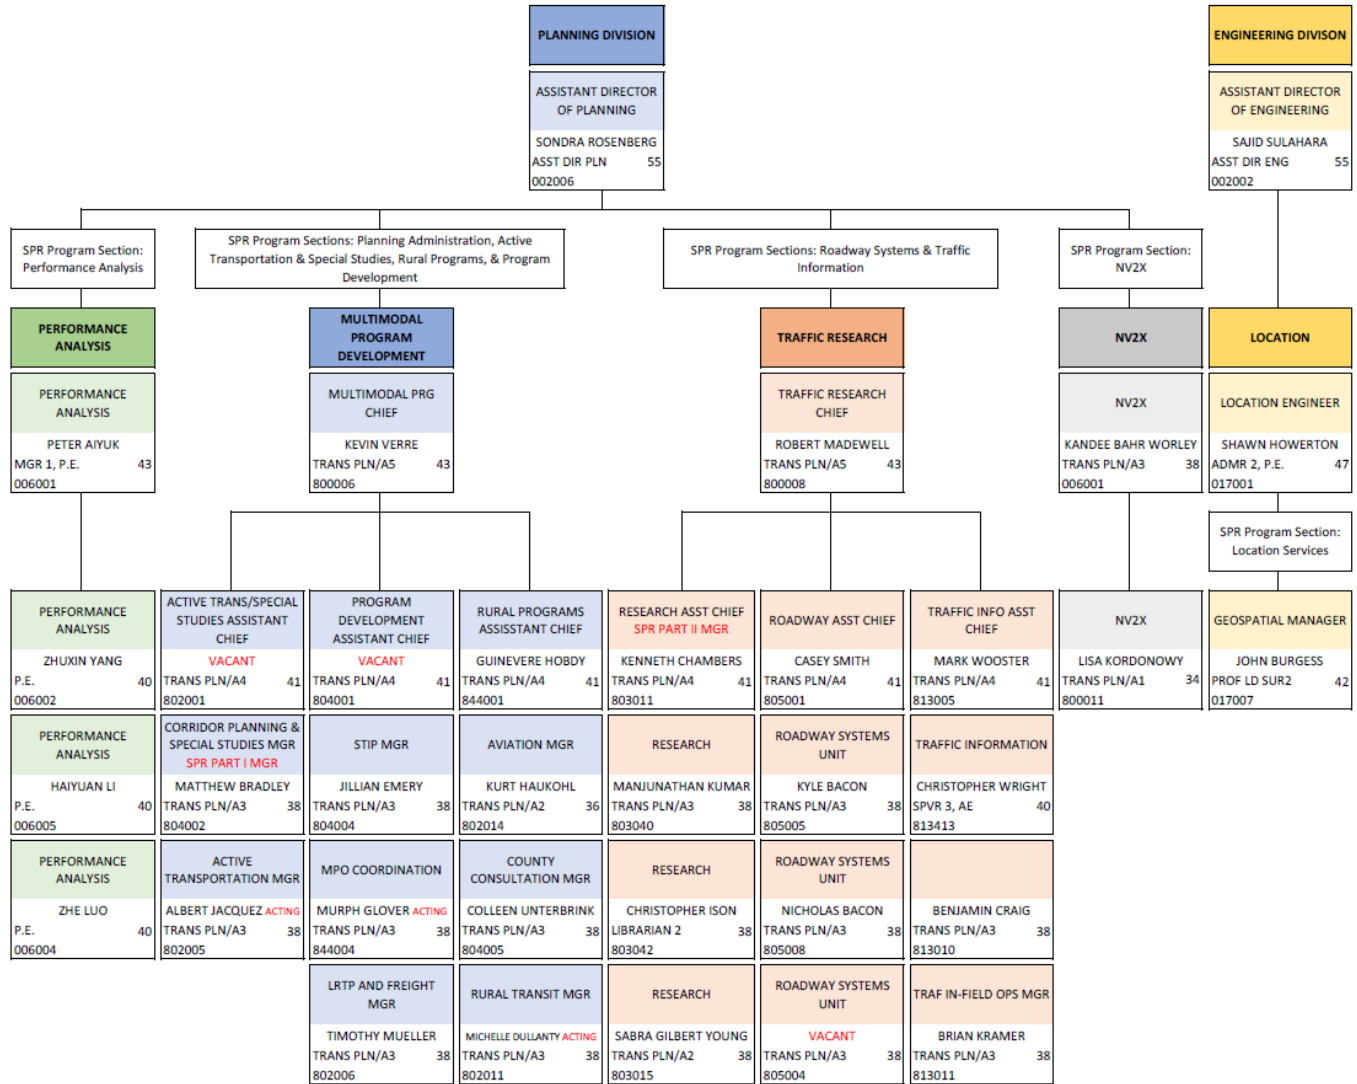 PLANNING DIVISION
ASSISTANT DIRECTOR
OF PLANNING
SONDRA ROSENBERG
ASST DIR PLN 55
002006
ENGINEERING DIVISON
ASSISTANT DIRECTOR
OF ENGINEERING
SAJID SULAHARA
ASST DIR ENG 55
002002
SPR Program Section:
Performance Analysis
SPR Program Sections: Planning Administration, Active
Transportation & Special Studies, Rural Programs, & Program
Development
SPR Program Sections: Roadway Systems & Traffic
Information
SPR Program Section:
NV2X
PERFORMANCE
ANALYSIS
PERFORMANCE
ANALYSIS
PETER AIYUK
MGR 1, P.E. 43
006001
MULTIMODAL
PROGRAM
DEVELOPMENT
MULTIMODAL PRG
CHIEF
KEVIN VERRE
TRANS PLN/A5 43
800006
TRAFFIC RESEARCH
TRAFFIC RESEARCH
CHIEF
ROBERT MADEWELL
TRANS PLN/A5 43
800008
NV2X
NV2X
KANDEE BAHR WORLEY
TRANS PLN/A3 38
006001
LOCATION
LOCATION ENGINEER
SHAWN HOWERTON
ADMR 2, P.E. 47
017001
SPR Program Section:
Location Services
PERFORMANCE
ANALYSIS
ZHUXIN YANG
P.E. 40
006002
ACTIVE TRANS/SPECIAL
STUDIES ASSISTANT
CHIEF
VACANT
TRANS PLN/A4 41
802001
PROGRAM
DEVELOPMENT
ASSISTANT CHIEF
VACANT
TRANS PLN/A4 41
804001
RURAL PROGRAMS
ASSISSTANT CHIEF
GUINEVERE HOBDY
TRANS PLN/A4 41
844001
RESEARCH ASST CHIEF
SPR PART II MGR
KENNETH CHAMBERS
TRANS PLN/A4 41
803011
ROADWAY ASST CHIEF
CASEY SMITH
TRANS PLN/A4 41
805001
TRAFFIC INFO ASST
CHIEF
MARK WOOSTER
TRANS PLN/A4 41
813005
NV2X
LISA KORDONOWY
TRANS PLN/A1 34
800011
GEOSPATIAL MANAGER
JOHN BURGESS
PROF LD SUR2 42
017007
PERFORMANCE
ANALYSIS
HAIYUAN LI
P.E. 40
006005
CORRIDOR PLANNING &
SPECIAL STUDIES MGR
SPR PART I MGR
MATTHEW BRADLEY
TRANS PLN/A3 38
804002
STIP MGR
JILLIAN EMERY
TRANS PLN/A3 38
804004
AVIATION MGR
KURT HAUKOHL
TRANS PLN/A2 36
802014
RESEARCH
MANJUNATHAN KUMAR
TRANS PLN/A3 38
803040
ROADWAY SYSTEMS
UNIT
KYLE BACON
TRANS PLN/A3 38
805005
TRAFFIC INFORMATION
CHRISTOPHER WRIGHT
SPVR 3, AE 40
813413
PERFORMANCE
ANALYSIS
ZHE LUO
P.E. 40
006004
ACTIVE
TRANSPORTATION MGR
ALBERT JACQUEZ ACTING
TRANS PLN/A3 38
802005
MPO COORDINATION
MURPH GLOVER ACTING
TRANS PLN/A3 38
844004
COUNTY
CONSULTATION MGR
COLLEEN UNTERBRINK
TRANS PLN/A3 38
804005
RESEARCH
CHRISTOPHER ISON
LIBRARIAN 2 38
803042
ROADWAY SYSTEMS
UNIT
NICHOLAS BACON
TRANS PLN/A3 38
805008
BENJAMIN CRAIG
TRANS PLN/A3 38
813010
LRTP AND FREIGHT
MGR
TIMOTHY MUELLER
TRANS PLN/A3 38
802006
RURAL TRANSIT MGR
MICHELLE DULLANTY ACTING
TRANS PLN/A3 38
802011
RESEARCH
SABRA GILBERT YOUNG
TRANS PLN/A2 38
803015
ROADWAY SYSTEMS
UNIT
VACANT
TRANS PLN/A3 38
805004
TRAF IN-FIELD OPS MGR
BRIAN KRAMER
TRANS PLN/A3 38
813011